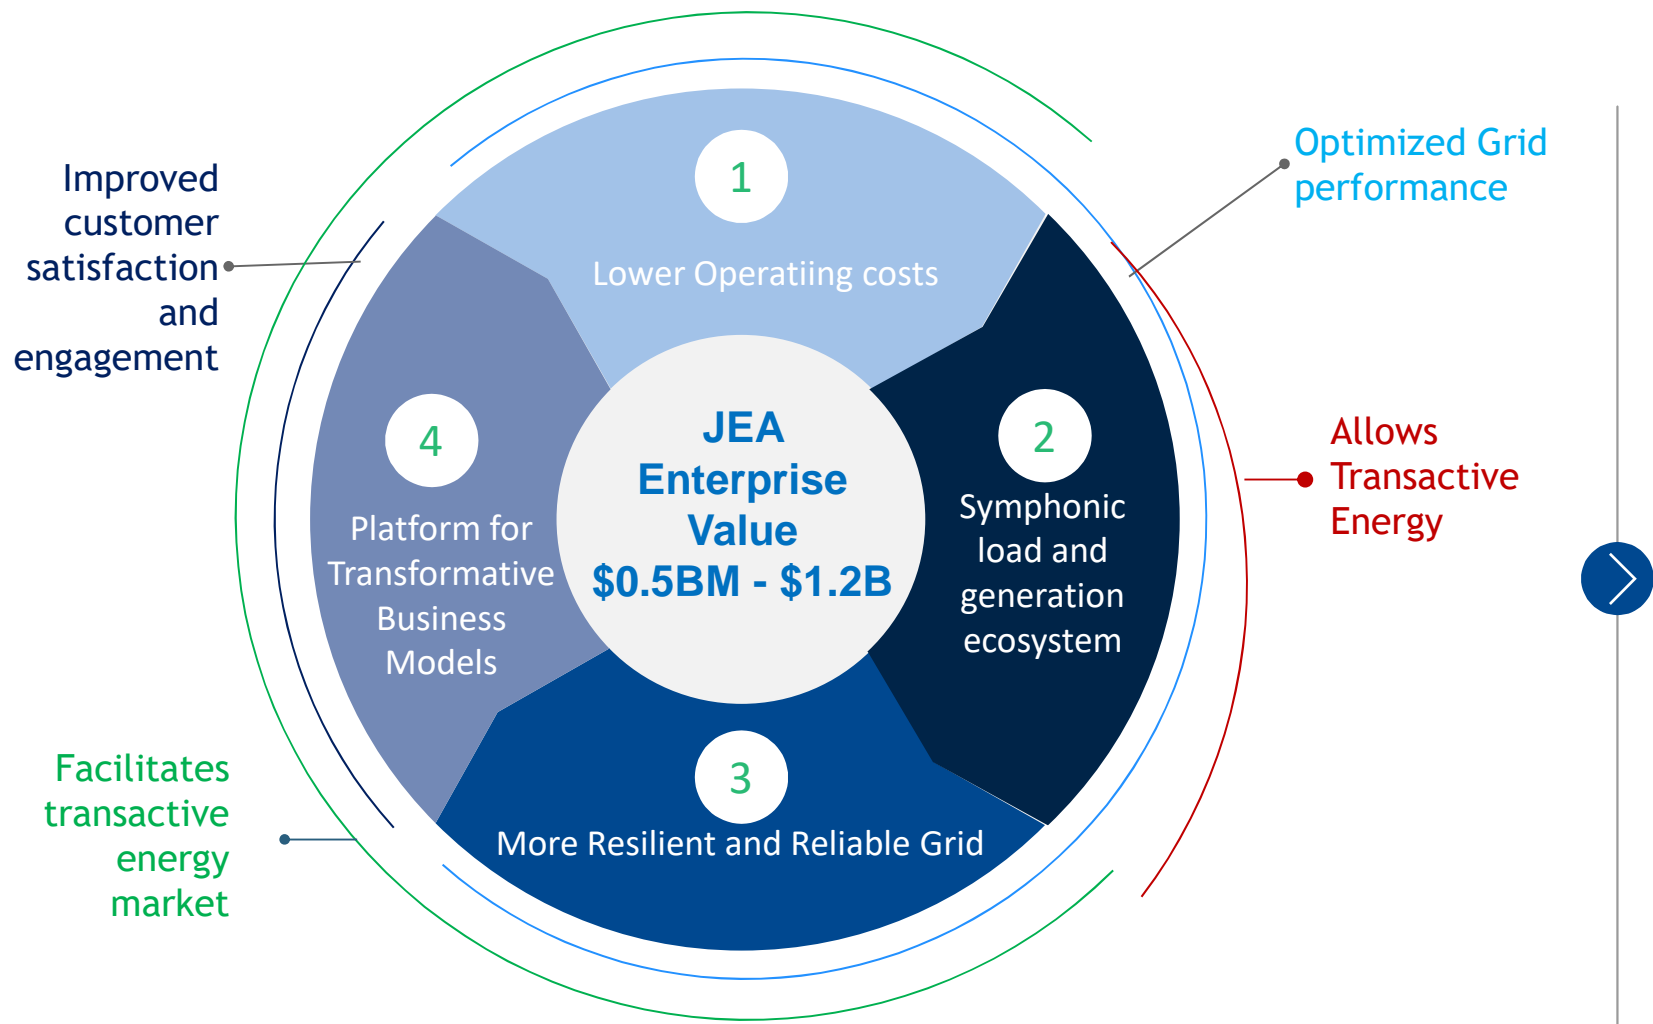 Improved
customer
satisfaction
and
engagement
1
Lower Operatiing costs
Optimized Grid
performance
4
Platform for
Transformative
Business
Models
JEA
Enterprise
Value
$0.5BM - $1.2B
2
Symphonic
load and
generation
ecosystem
Allows
Transactive
Energy
3
More Resilient and Reliable Grid
Facilitates
transactive
energy
market